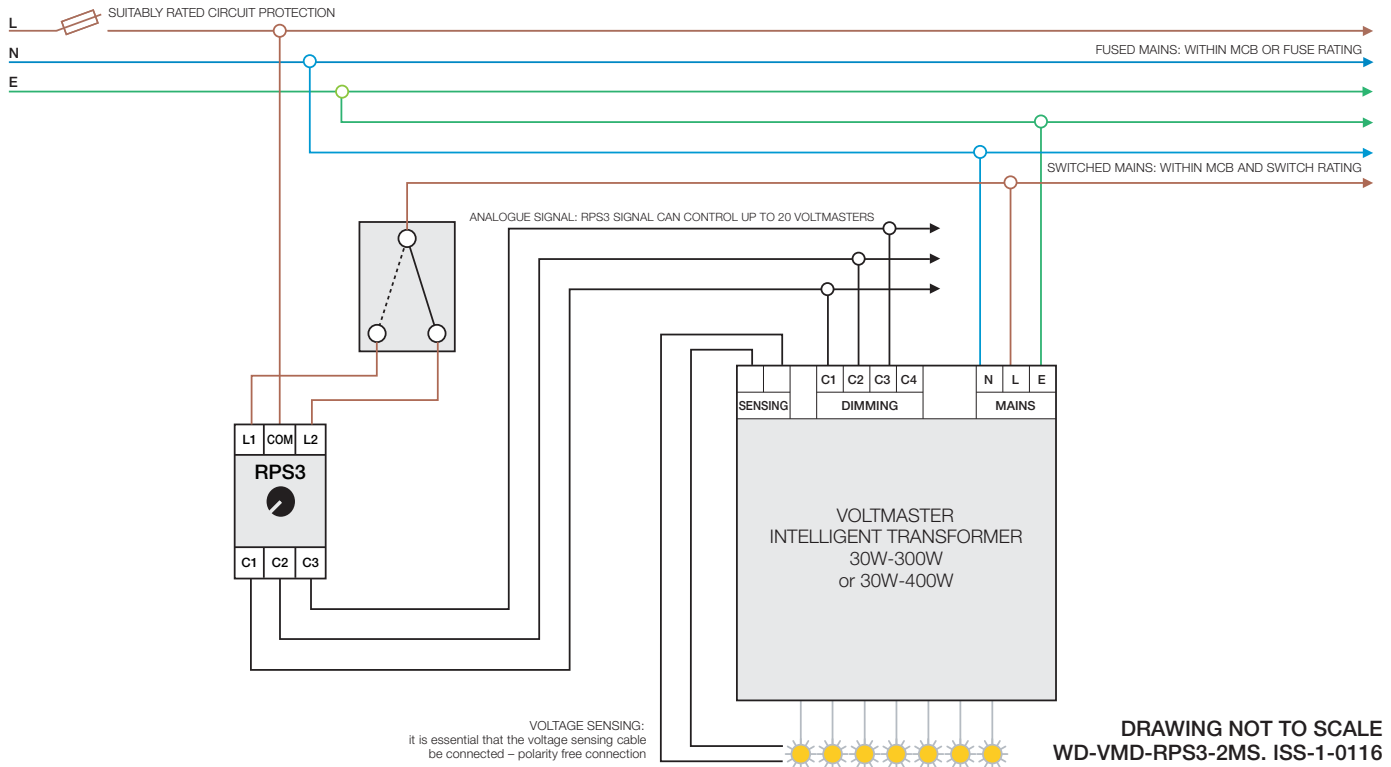 L
SUITABLY RATED CIRCUIT PROTECTION
N
FUSED MAINS: WITHIN MCB OR FUSE RATING
E
SWITCHED MAINS: WITHIN MCB AND SWITCH RATING
ANALOGUE SIGNAL: RPS3 SIGNAL CAN CONTROL UP TO 20 VOLTMASTERS
C1 C2 C3 C4 N L E
SENSING DIMMING MAINS
L1 COM L2
RPS3
C1 C2 C3
VOLTMASTER
INTELLIGENT TRANSFORMER
30W-300W
or 30W-400W
VOLTAGE SENSING:
it is essential that the voltage sensing cable
be connected – polarity free connection
DRAWING NOT TO SCALE
WD-VMD-RPS3-2MS. ISS-1-0116